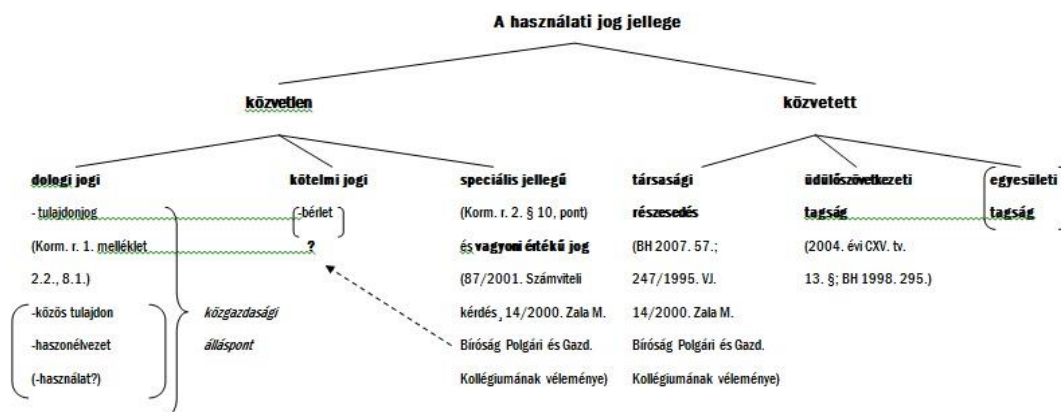 A használati jog jellege
közvetlen
közvetett
dologi jogi
- tulajdonjog
(Korm. r. 1. melléklet
2.2., 8.1.)
-közös tulajdon
-haszonélvezet
(-használat?)
közgazdasági
álláspont
kötelmi jogi
-bérlet
?
speciális jellegű
(Korm. r. 2. § 10, pont)
és vagyoni értékű jog
(87/2001. Számviteli
kérdés, 14/2000. Zala M.
Bíróság Polgári és Gazd.
Kollégiumának véleménye)
társasági
részesedés
(BH 2007. 57.;
247/1995. VJ.
14/2000. Zala M.
Bíróság Polgári és Gazd.
Kollégiumának véleménye)
üdülőszövetkezeti
tagság
(2004. évi CXV. tv.
13. §; BH 1998. 295.)
egyesületi
tagság